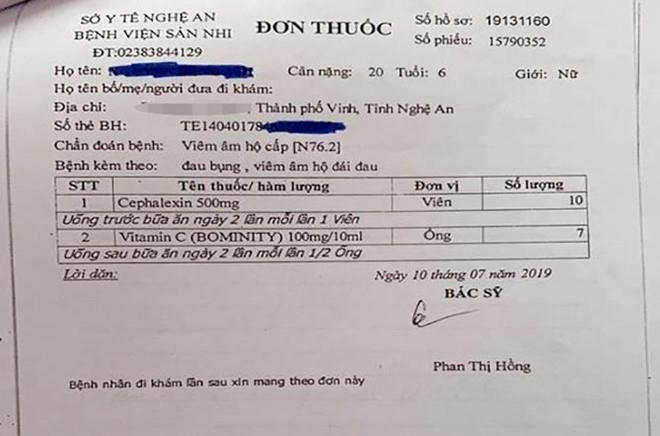 SỞ Y TẾ NGHỆ AN
BỆNH VIỆN SẢN NHI
ĐT:02383844129
ĐƠN THUỐC
Số hồ sơ: 19131160
Số phiếu: 15790352
Họ tên: Cân nặng: 20 Tuổi: 6 Giới: Nữ
Họ tên bố/mẹ/người đưa đi khám:
Địa chỉ: , Thành phố Vinh, Tỉnh Nghệ An
Số thẻ BH: TE14040178
Chẩn đoán bệnh: Viêm âm hộ cấp [N76.2]
Bệnh kèm theo: đau bụng , viêm âm hộ đái đau
STT Tên thuốc/ hàm lượng Đơn vị Số lượng
1 Cephalexin 500mg Viên 10
Uống trước bữa ăn ngày 2 lần mỗi lần 1 Viên
2 Vitamin C (BOMINITY) 100mg/10ml Ống 7
Uống sau bữa ăn ngày 2 lần mỗi lần 1/2 Ống
Lời dặn:
Ngày 10 tháng 07 năm 2019
BÁC SỸ
Phan Thị Hồng
Bệnh nhân đi khám lần sau xin mang theo đơn này